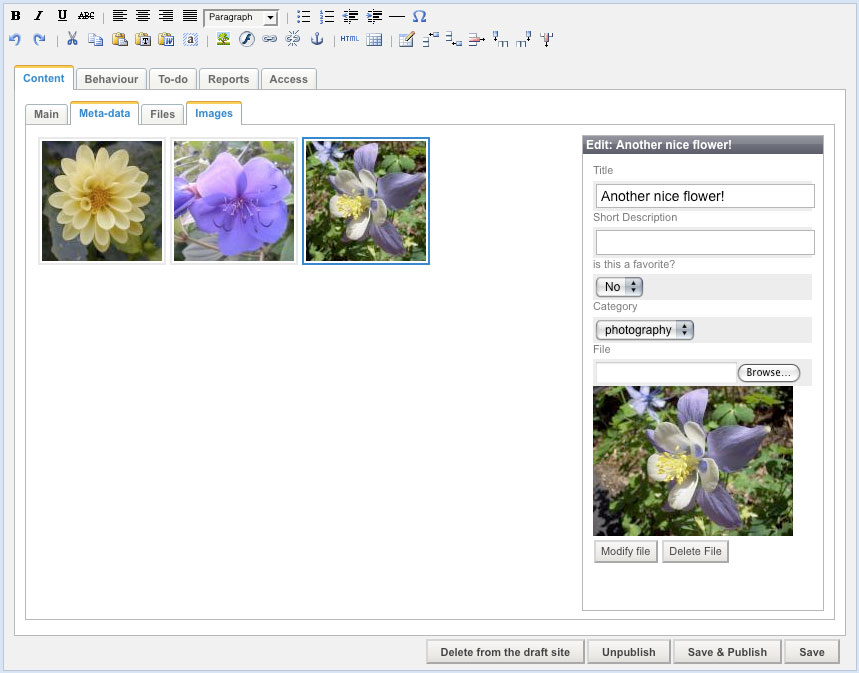 B I U ABC Paragraph Ω
HTML
Content Behaviour To-do Reports Access
Main Meta-data Files Images
Edit: Another nice flower!
Title
Another nice flower!
Short Description
is this a favorite?
No
Category
photography
File
Browse...
Modify file Delete File
Delete from the draft site Unpublish Save & Publish Save